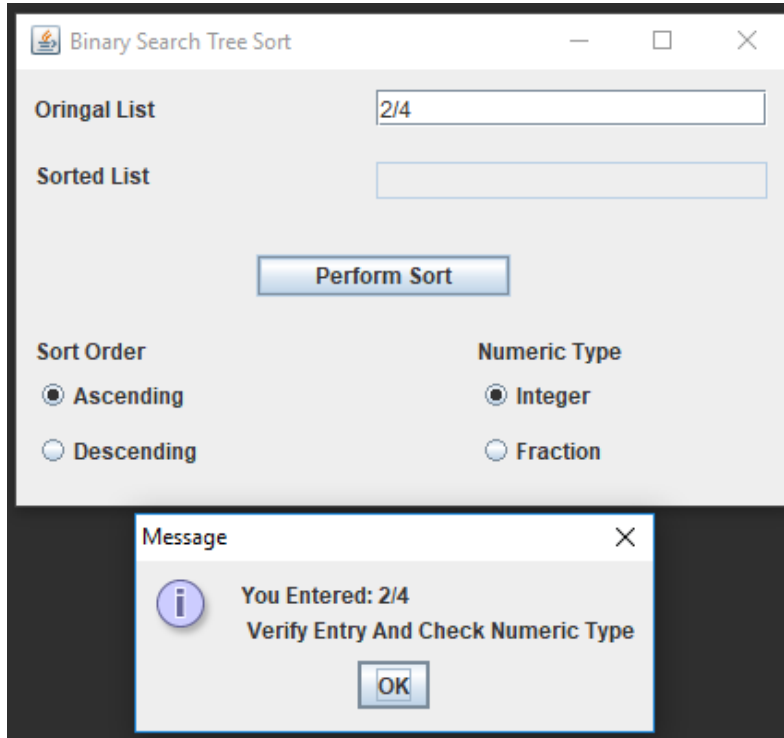 Binary Search Tree Sort
Oringal List 2/4
Sorted List
Perform Sort
Sort Order Numeric Type
Ascending Integer
Descending Fraction
Message
You Entered: 2/4
Verify Entry And Check Numeric Type
OK